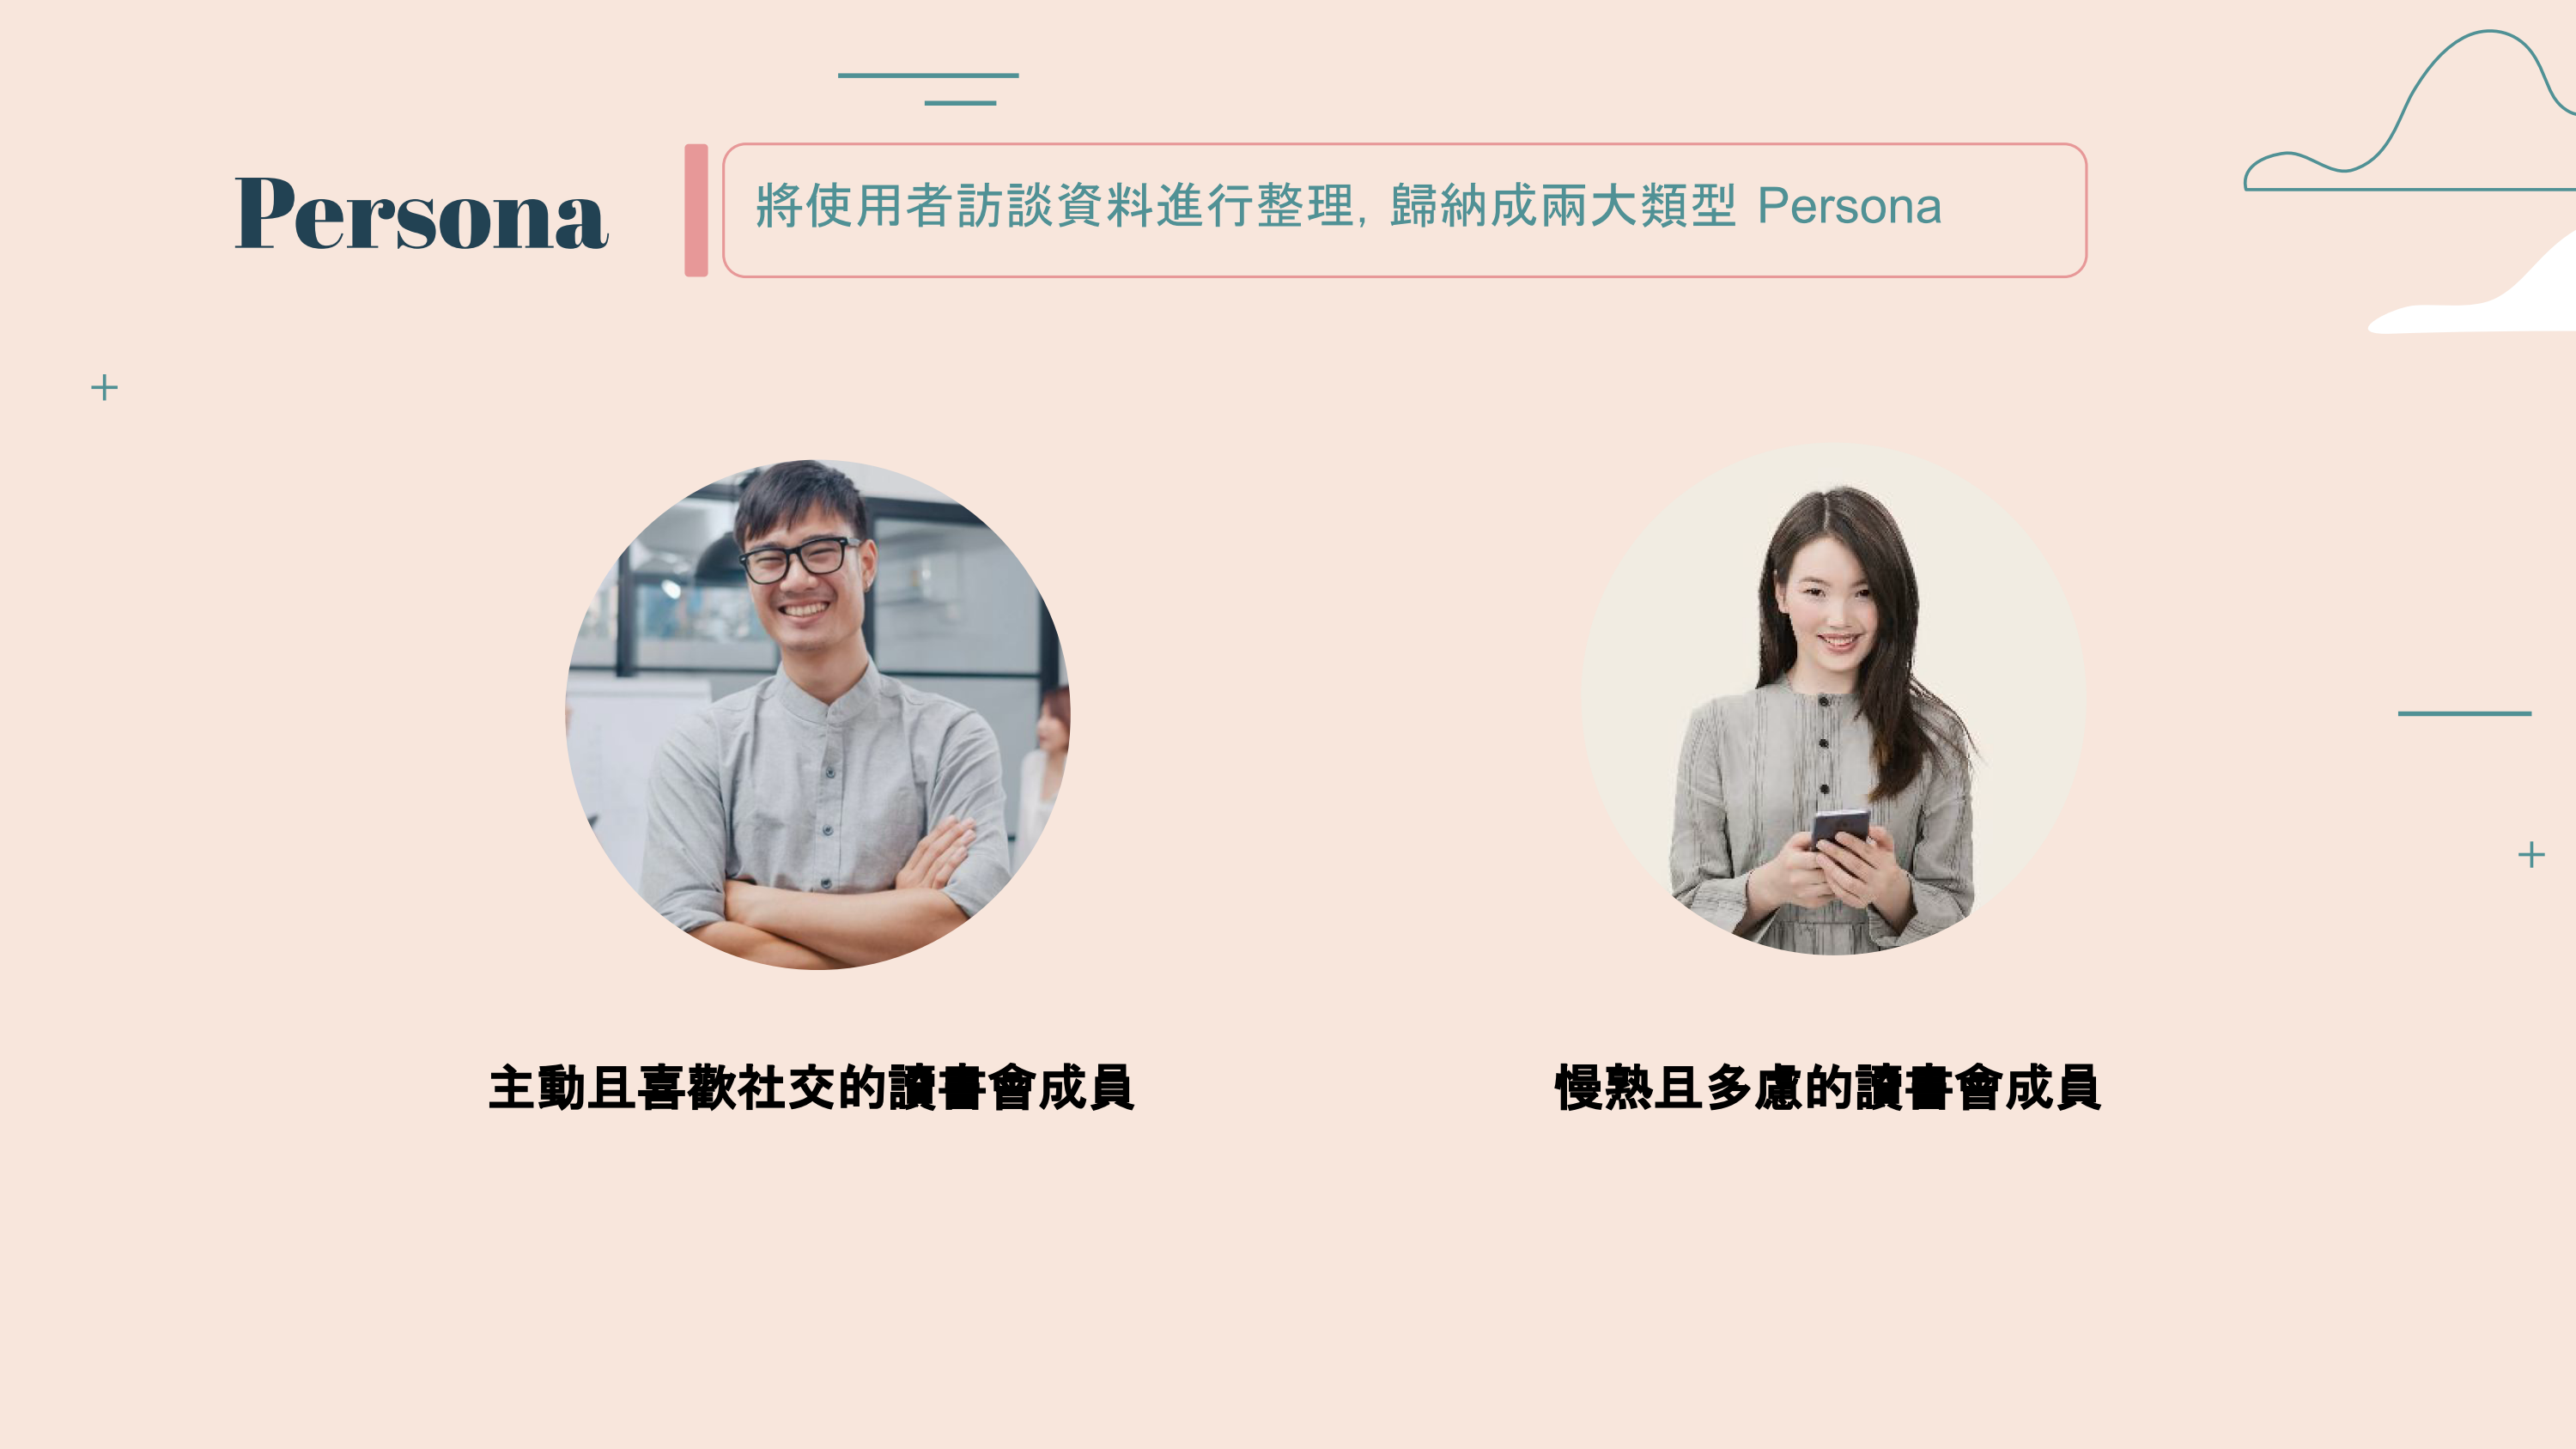 Persona
將使用者訪談資料進行整理，歸納成兩大類型 Persona
主動且喜歡社交的讀書會成員
慢熟且多慮的讀書會成員